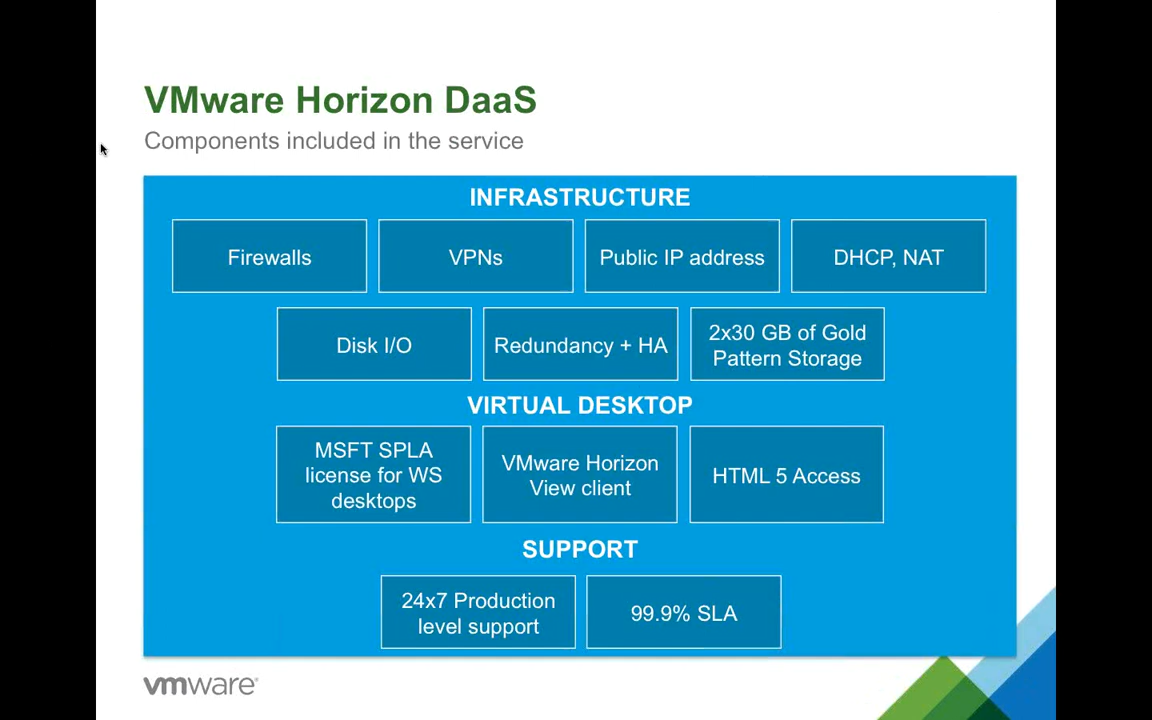 VMware Horizon DaaS
Components included in the service
INFRASTRUCTURE
Firewalls
VPNs
Public IP address
DHCP, NAT
Disk I/O
Redundancy + HA
2x30 GB of Gold
Pattern Storage
VIRTUAL DESKTOP
MSFT SPLA
license for WS
desktops
VMware Horizon
View client
HTML 5 Access
SUPPORT
24x7 Production
level support
99.9% SLA
vmware®